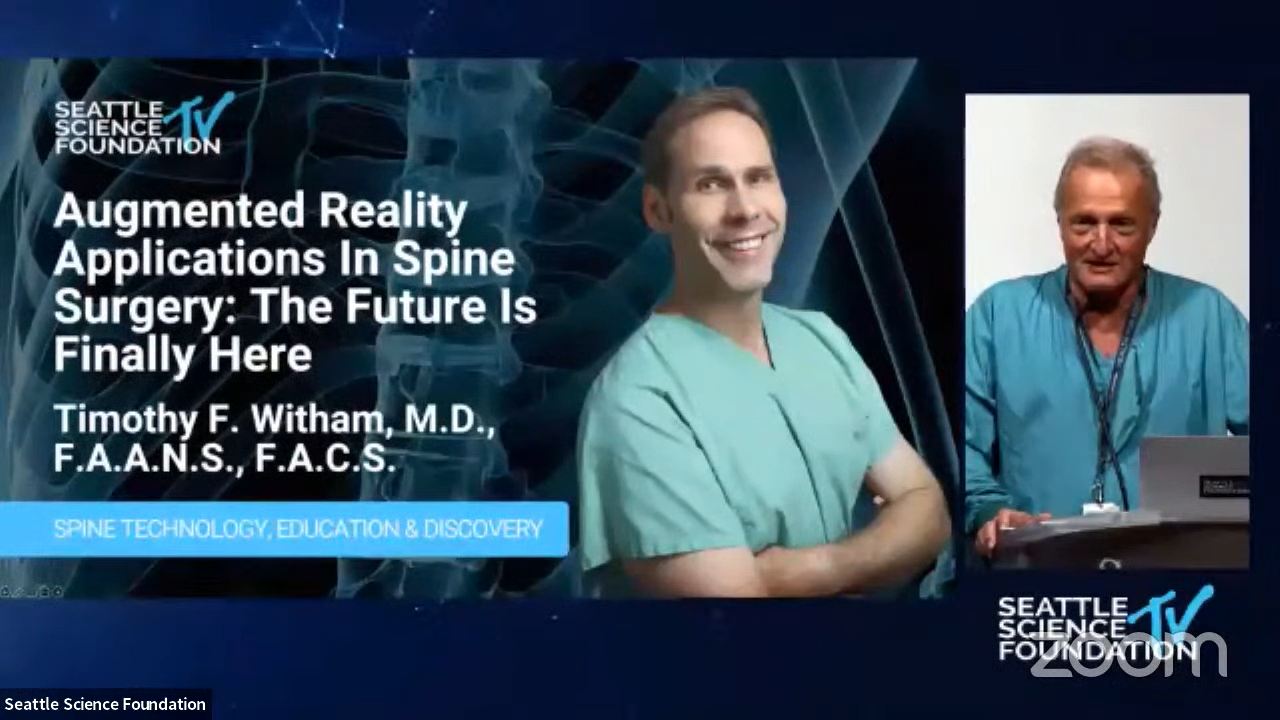 SEATTLE
SCIENCE TV
FOUNDATION
Augmented Reality
Applications In Spine
Surgery: The Future Is
Finally Here
Timothy F. Witham, M.D.,
F.A.A.N.S., F.A.C.S.
SPINE TECHNOLOGY, EDUCATION & DISCOVERY
SEATTLE
SCIENCE TV
FOUNDATION
zoom
Seattle Science Foundation